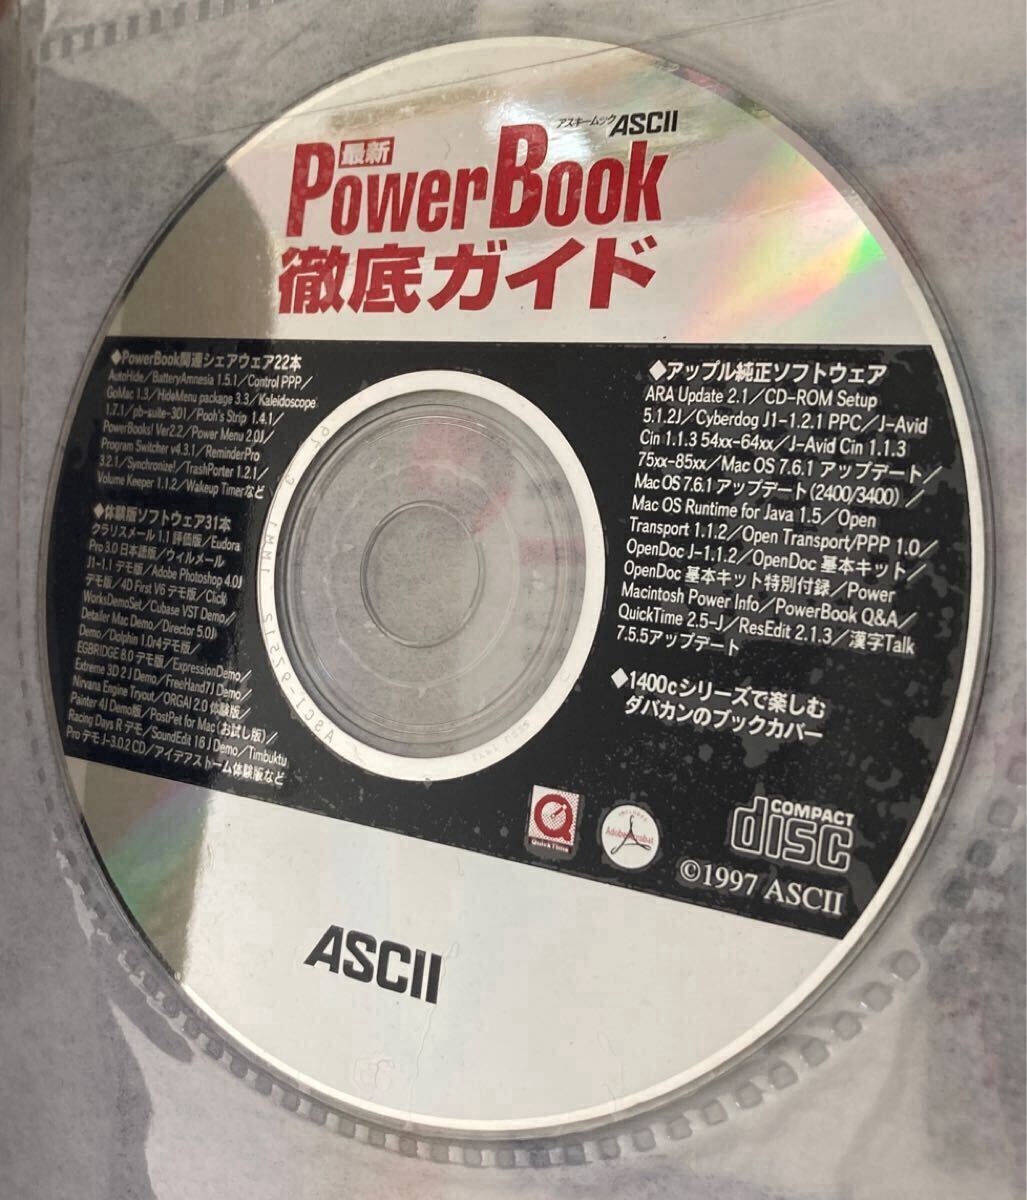 アスキームック ASCII
最新
PowerBook
徹底ガイド
◆PowerBook関連シェアウェア22本
AutoHide／BatteryAmnesia 1.5.1／Control PPP／
GoMac 1.3／HideMenu package 3.3／Kaleidoscope
1.7.1／pb-suite-301／Pooh's Strip 1.4.1／
PowerBooks! Ver2.2／Power Menu 2.0J／
Program Switcher v4.3.1／ReminderPro
3.2.1／Synchronize!／TrashPorter 1.2.1／
Volume Keeper 1.1.2／Wakeup Timerなど
◆体験版ソフトウェア31本
クラリスメール 1.1 評価版／Eudora
Pro 3.0 日本語版／ウィルメール
J1-1.1 デモ版／Adobe Photoshop 4.0J
デモ版／4D First V6 デモ版／Click
WorksDemoSet／Cubase VST Demo／
Detailer Mac Demo／Director 5.0J
Demo／Dolphin 1.0r4デモ版／
EGBRIDGE 8.0 デモ版／ExpressionDemo／
Extreme 3D 2 J Demo／FreeHand7J Demo／
Nirvana Engine Tryout／ORGAI 2.0 体験版／
Painter 4J Demo版／PostPet for Mac（お試し版）／
Racing Days R デモ／SoundEdit 16 J Demo／Timbuktu
Pro デモJ-3.0.2 CD／アイデアストーム体験版など
◆アップル純正ソフトウェア
ARA Update 2.1／CD-ROM Setup
5.1.2J／Cyberdog J1-1.2.1 PPC／J-Avid
Cin 1.1.3 54xx-64xx／J-Avid Cin 1.1.3
75xx-85xx／Mac OS 7.6.1 アップデート／
Mac OS 7.6.1 アップデート（2400/3400）／
Mac OS Runtime for Java 1.5／Open
Transport 1.1.2／Open Transport/PPP 1.0／
OpenDoc J-1.1.2／OpenDoc 基本キット／
OpenDoc 基本キット特別付録／Power
Macintosh Power Info／PowerBook Q&A／
QuickTime 2.5-J／ResEdit 2.1.3／漢字Talk
7.5.5アップデート
◆1400cシリーズで楽しむ
ダバカンのブックカバー
QuickTime
Adobe Acrobat
COMPACT
disc
©1997 ASCII
ASCII